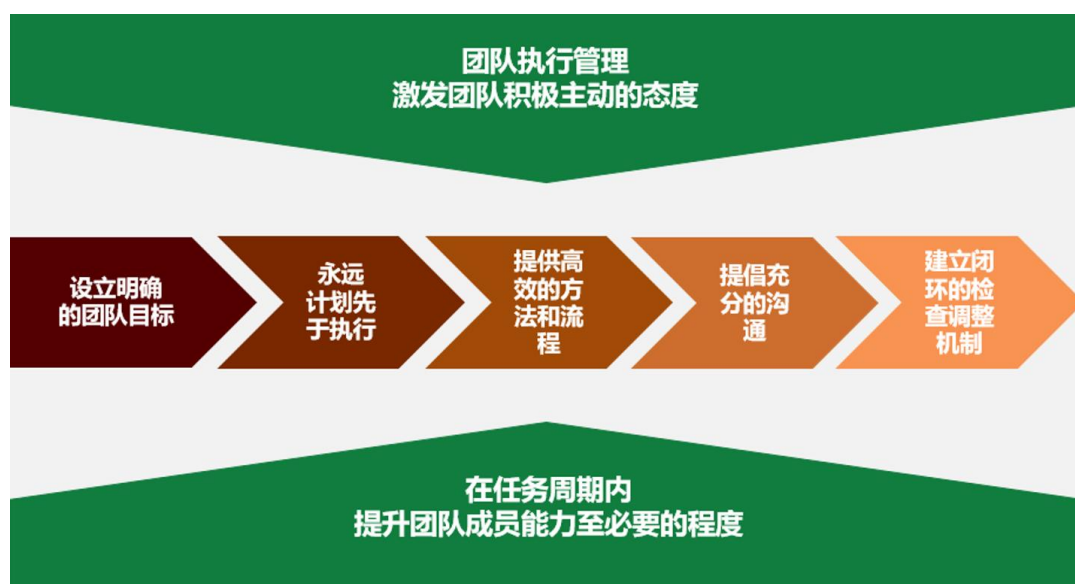 团队执行管理
激发团队积极主动的态度
设立明确
的团队目标
永远
计划先
于执行
提供高
效的方
法和流
程
提倡充
分的沟
通
建立闭
环的检
查调整
机制
在任务周期内
提升团队成员能力至必要的程度